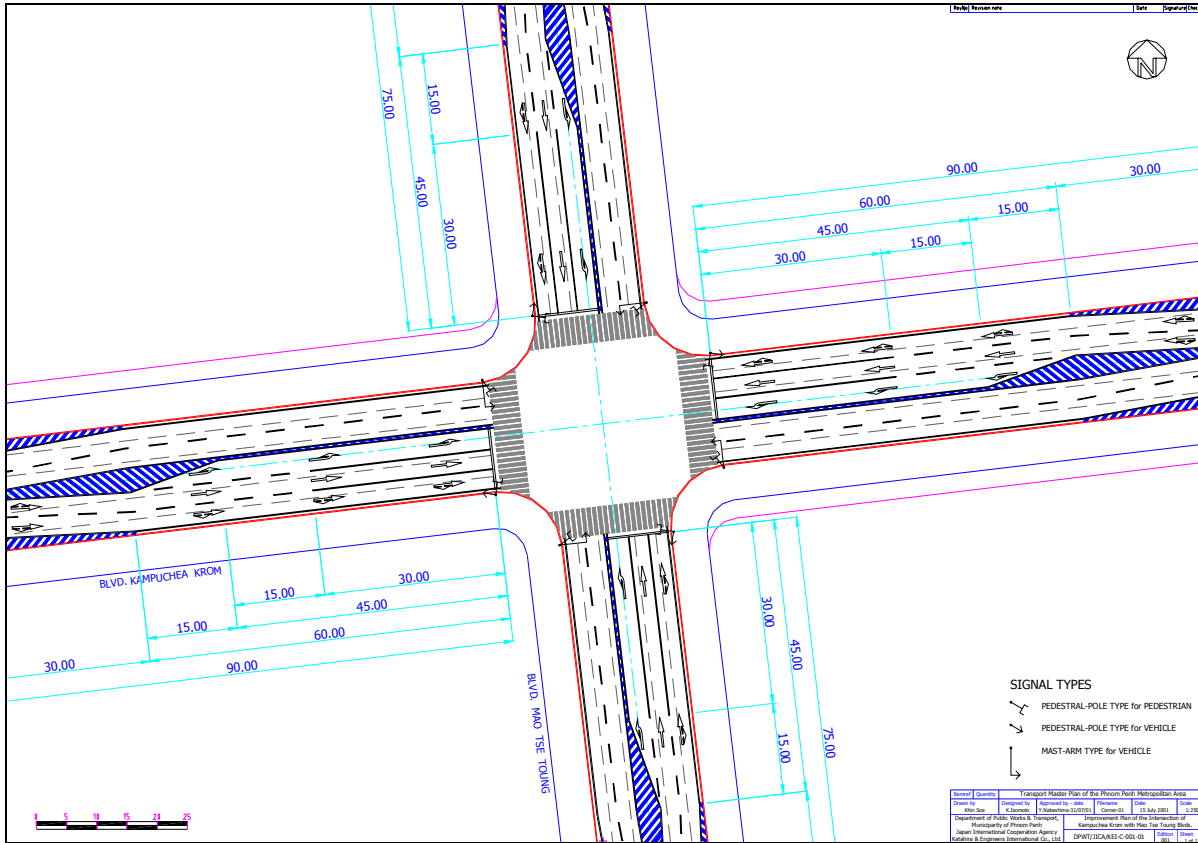 Rev/No Revision note Date Signature
N
75.00
15.00
45.00
30.00
90.00
30.00
60.00
15.00
45.00
15.00
30.00
BLVD. KAMPUCHEA KROM
15.00
30.00
15.00
45.00
60.00
30.00
90.00
BLVD. MAO TSE TOUNG
30.00
45.00
15.00
75.00
SIGNAL TYPES
PEDESTRAL-POLE TYPE for PEDESTRIAN
PEDESTRAL-POLE TYPE for VEHICLE
MAST-ARM TYPE for VEHICLE
0 5 10 15 20 25
Itemref Quantity Transport Master Plan of the Phnom Penh Metropolitan Area
Drawn by Designed by Approved by - date Filename Date Scale
Khin Soe K.Isomoto Y.Nabeshima-31/07/01 Corner-01 15 July 2001
Department of Public Works & Transport,
Municipality of Phnom Penh
Japan International Cooperation Agency
Katahira & Engineers International Co., Ltd.
Improvement Plan of the Intersection of
Kampuchea Krom with Mao Tse Toung Blvds.
DPWT/JICA/KEI-C-001-01 Edition Sheet
001